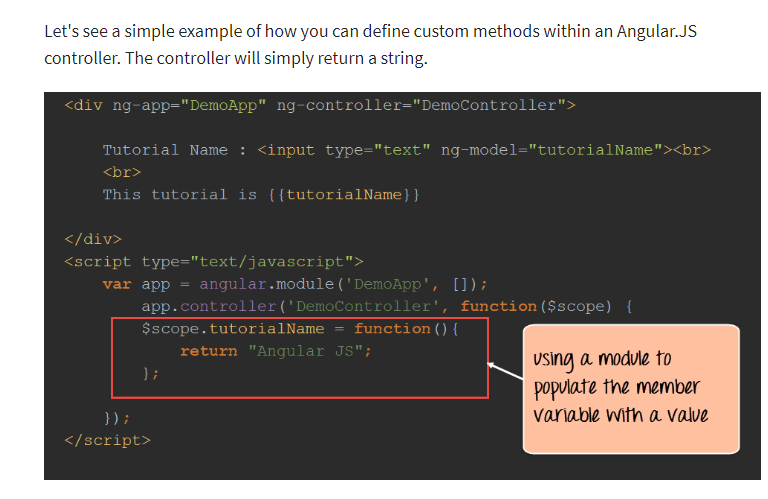 Let's see a simple example of how you can define custom methods within an Angular.JS
controller. The controller will simply return a string.
<div ng-app="DemoApp" ng-controller="DemoController">
Tutorial Name : <input type="text" ng-model="tutorialName"><br>
<br>
This tutorial is {{tutorialName}}
</div>
<script type="text/javascript">
var app = angular.module('DemoApp', []);
app.controller('DemoController', function($scope) {
$scope.tutorialName = function(){
return "Angular JS";
};
using a module to
populate the member
variable with a value
});
</script>